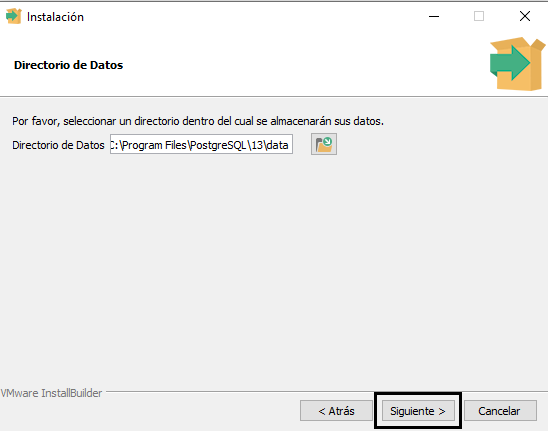 Instalación
Directorio de Datos
Por favor, seleccionar un directorio dentro del cual se almacenarán sus datos.
Directorio de Datos C:\Program Files\PostgreSQL\13\data
VMware InstallBuilder
< Atrás Siguiente > Cancelar